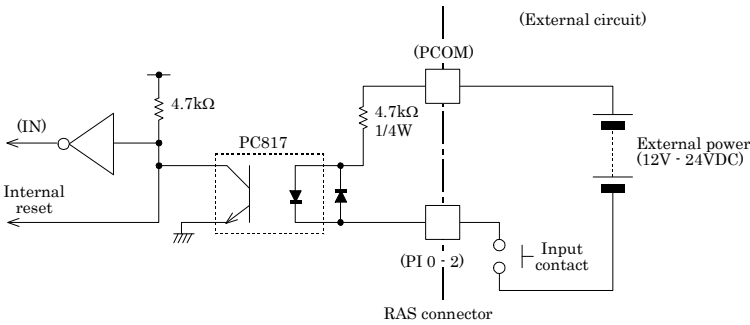 (External circuit)
(PCOM)
4.7kΩ
(IN)
4.7kΩ
1/4W
PC817
External power
(12V - 24VDC)
Internal
reset
(PI 0 - 2)
Input
contact
RAS connector